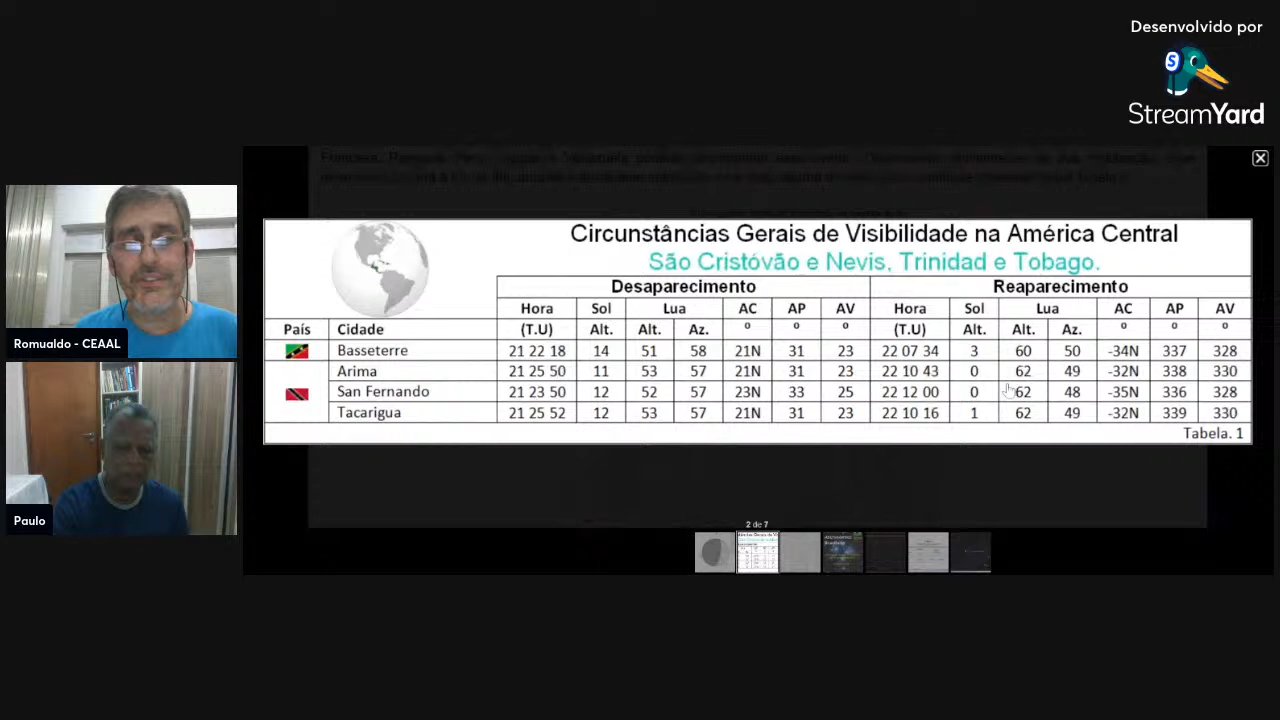 Desenvolvido por
S
StreamYard
Circunstâncias Gerais de Visibilidade na América Central
São Cristóvão e Nevis, Trinidad e Tobago.
Desaparecimento Reaparecimento
Hora Sol Lua AC AP AV Hora Sol Lua AC AP AV
País Cidade (T.U) Alt. Alt. Az. º º º (T.U) Alt. Alt. Az. º º º
Basseterre 21 22 18 14 51 58 21N 31 23 22 07 34 3 60 50 -34N 337 328
Arima 21 25 50 11 53 57 21N 31 23 22 10 43 0 62 49 -32N 338 330
San Fernando 21 23 50 12 52 57 23N 33 25 22 12 00 0 62 48 -35N 336 328
Tacarigua 21 25 52 12 53 57 21N 31 23 22 10 16 1 62 49 -32N 339 330
Tabela. 1
2 de 7
Romualdo - CEAAL
Paulo